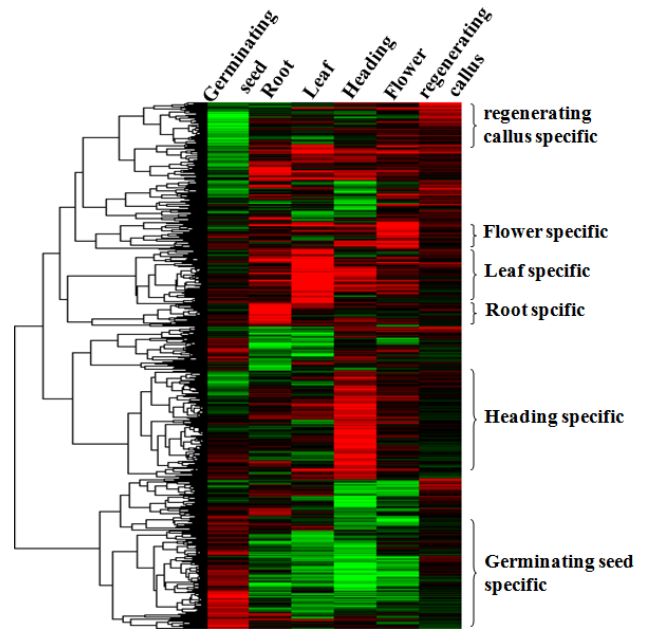 Germinating
seed
Root
Leaf
Heading
Flower
regenerating
callus
regenerating
callus specific
Flower specific
Leaf specific
Root spcific
Heading specific
Germinating seed
specific